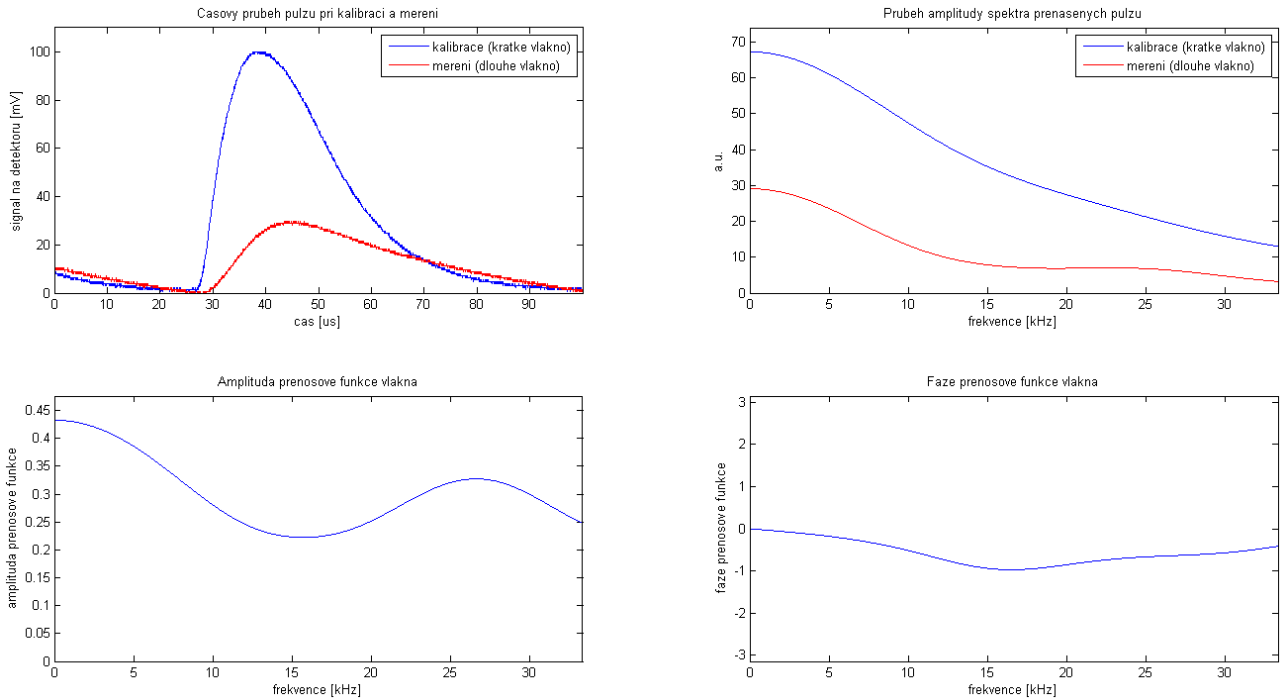 Casovy prubeh pulzu pri kalibraci a mereni
100
80
60
40
20
0
signal na detektoru [mV]
kalibrace (kratke vlakno)
mereni (dlouhe vlakno)
0 10 20 30 40 50 60 70 80 90
cas [us]
Prubeh amplitudy spektra prenasenych pulzu
70
60
50
40
30
20
10
0
a.u.
kalibrace (kratke vlakno)
mereni (dlouhe vlakno)
0 5 10 15 20 25 30
frekvence [kHz]
Amplituda prenosove funkce vlakna
0.45
0.4
0.35
0.3
0.25
0.2
0.15
0.1
0.05
0
amplituda prenosove funkce
0 5 10 15 20 25 30
frekvence [kHz]
Faze prenosove funkce vlakna
3
2
1
0
-1
-2
-3
faze prenosove funkce
0 5 10 15 20 25 30
frekvence [kHz]